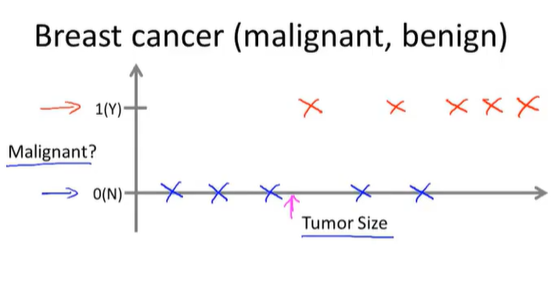 Breast cancer (malignant, benign)
1(Y)
Malignant?
0(N)
Tumor Size